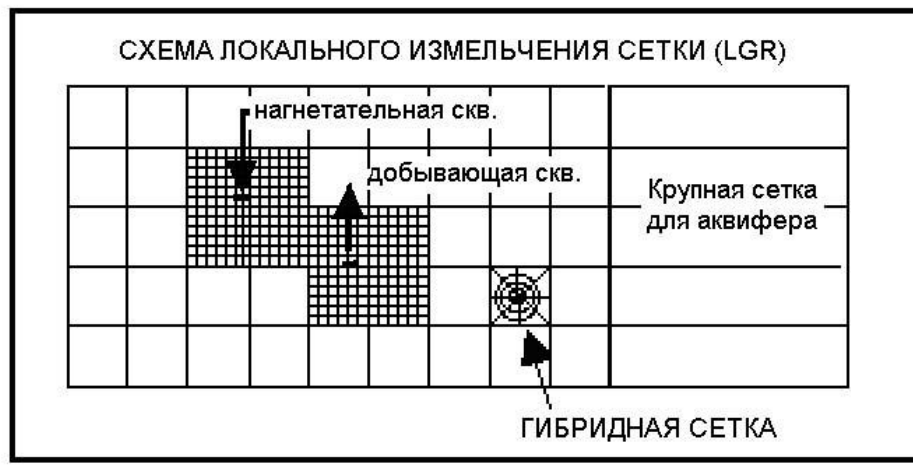 СХЕМА ЛОКАЛЬНОГО ИЗМЕЛЬЧЕНИЯ СЕТКИ (LGR)
нагнетательная скв.
добывающая скв.
Крупная сетка
для аквифера
ГИБРИДНАЯ СЕТКА